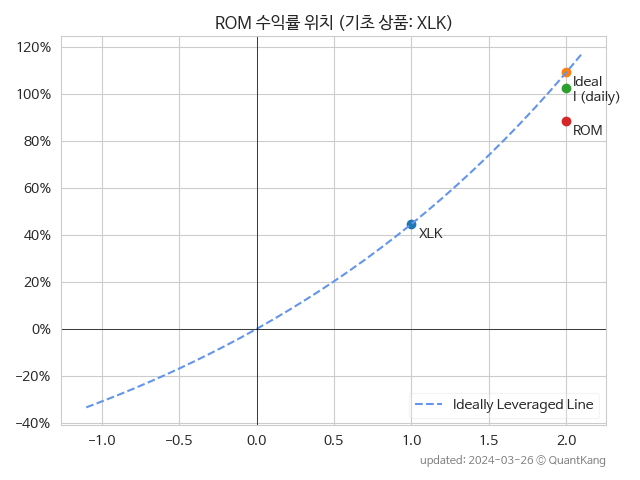 ROM 수익률 위치 (기초 상품: XLK)
120%
100%
80%
60%
40%
20%
0%
−20%
−40%
Ideal
I (daily)
ROM
XLK
Ideally Leveraged Line
−1.0
−0.5
0.0
0.5
1.0
1.5
2.0
updated: 2024-03-26 © QuantKang